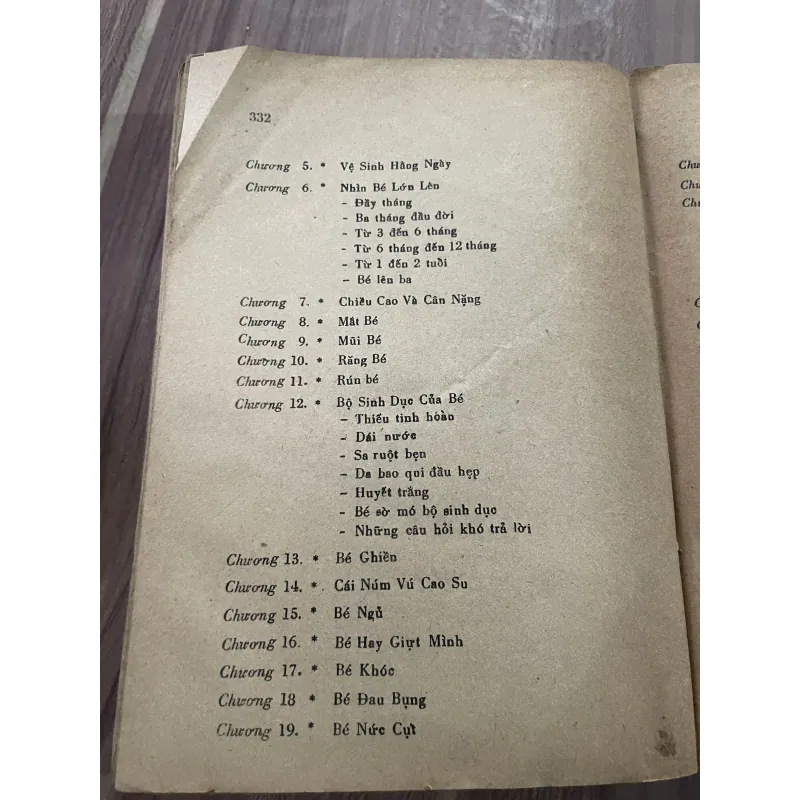 332
Chương 5. * Vệ Sinh Hằng Ngày
Chương 6. * Nhìn Bé Lớn Lên
- Đầy tháng
- Ba tháng đầu đời
- Từ 3 đến 6 tháng
- Từ 6 tháng đến 12 tháng
- Từ 1 đến 2 tuổi
- Bé lên ba
Chương 7. * Chiều Cao Và Cân Nặng
Chương 8. * Mắt Bé
Chương 9. * Mũi Bé
Chương 10. * Răng Bé
Chương 11. * Rún bé
Chương 12. * Bộ Sinh Dục Của Bé
- Thiếu tinh hoàn
- Dái nước
- Sa ruột bẹn
- Da bao qui đầu hẹp
- Huyết trắng
- Bé sờ mó bộ sinh dục
- Những câu hỏi khó trả lời
Chương 13. * Bé Ghiền
Chương 14. * Cái Núm Vú Cao Su
Chương 15. * Bé Ngủ
Chương 16. * Bé Hay Giựt Mình
Chương 17. * Bé Khóc
Chương 18 * Bé Đau Bụng
Chương 19. * Bé Nức Cụt